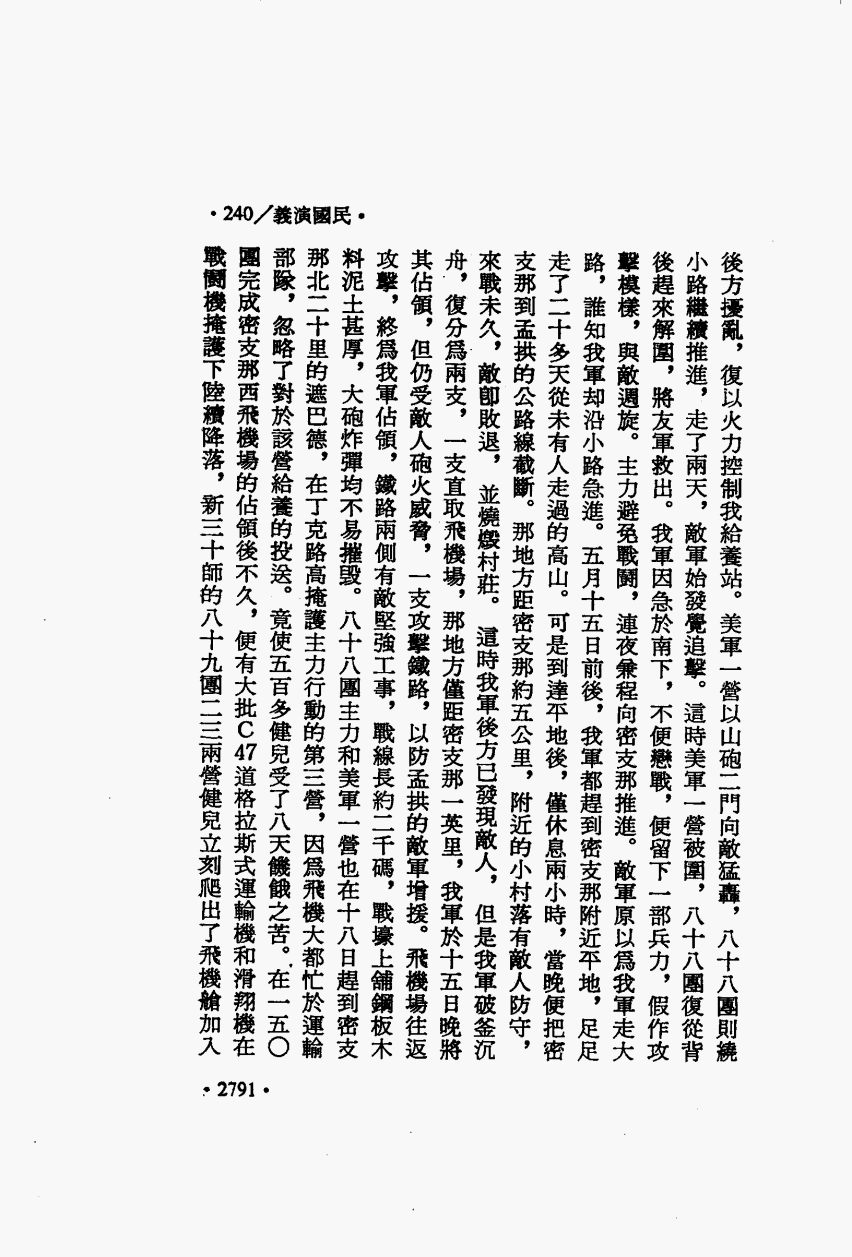 •240／義演國民•
後方擾亂，復以火力控制我給養站。美軍一營以山砲二門向敵猛轟，八十八團則繞
小路繼續推進，走了兩天，敵軍始發覺追擊。這時美軍一營被圍，八十八團復從背
後趕來解圍，將友軍救出。我軍因急於南下，不便戀戰，便留下一部兵力，假作攻
擊模樣，與敵週旋。主力避免戰鬪，連夜兼程向密支那推進。敵軍原以爲我軍走大
路，誰知我軍却沿小路急進。五月十五日前後，我軍都趕到密支那附近平地，足足
走了二十多天從未有人走過的高山。可是到達平地後，僅休息兩小時，當晚便把密
支那到孟拱的公路線截斷。那地方距密支那約五公里，附近的小村落有敵人防守，
來戰未久，敵卽敗退，並燒燬村莊。這時我軍後方已發現敵人，但是我軍破釜沉
舟，復分爲兩支，一支直取飛機場，那地方僅距密支那一英里，我軍於十五日晚將
其佔領，但仍受敵人砲火威脅，一支攻擊鐵路，以防孟拱的敵軍增援。飛機場往返
攻擊，終爲我軍佔領，鐵路兩側有敵堅強工事，戰線長約二千碼，戰壕上舖鋼板木
料泥土甚厚，大砲炸彈均不易摧毀。八十八團主力和美軍一營也在十八日趕到密支
那北二十里的遮巴德，在丁克路高掩護主力行動的第三營，因爲飛機大都忙於運輸
部隊，忽略了對於該營給養的投送。竟使五百多健兒受了八天饑餓之苦。在一五〇
團完成密支那西飛機場的佔領後不久，便有大批C47道格拉斯式運輸機和滑翔機在
戰鬪機掩護下陸續降落，新三十師的八十九團二三兩營健兒立刻爬出了飛機艙加入
•2791•